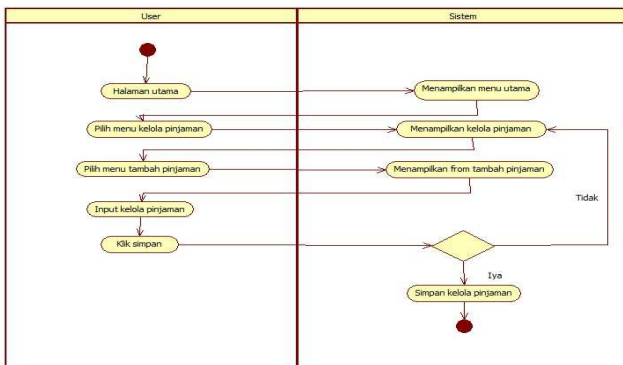 User
Sistem
Halaman utama
Menampilkan menu utama
Pilih menu kelola pinjaman
Menampilkan kelola pinjaman
Pilih menu tambah pinjaman
Menampilkan from tambah pinjaman
Input kelola pinjaman
Tidak
Klik simpan
Iya
Simpan kelola pinjaman